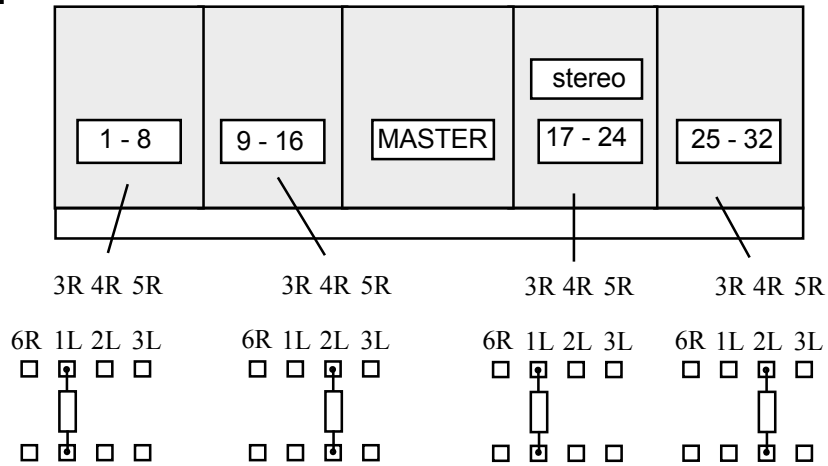 stereo
1 - 8 9 - 16 MASTER 17 - 24 25 - 32
3R 4R 5R 3R 4R 5R 3R 4R 5R 3R 4R 5R
6R 1L 2L 3L 6R 1L 2L 3L 6R 1L 2L 3L 6R 1L 2L 3L